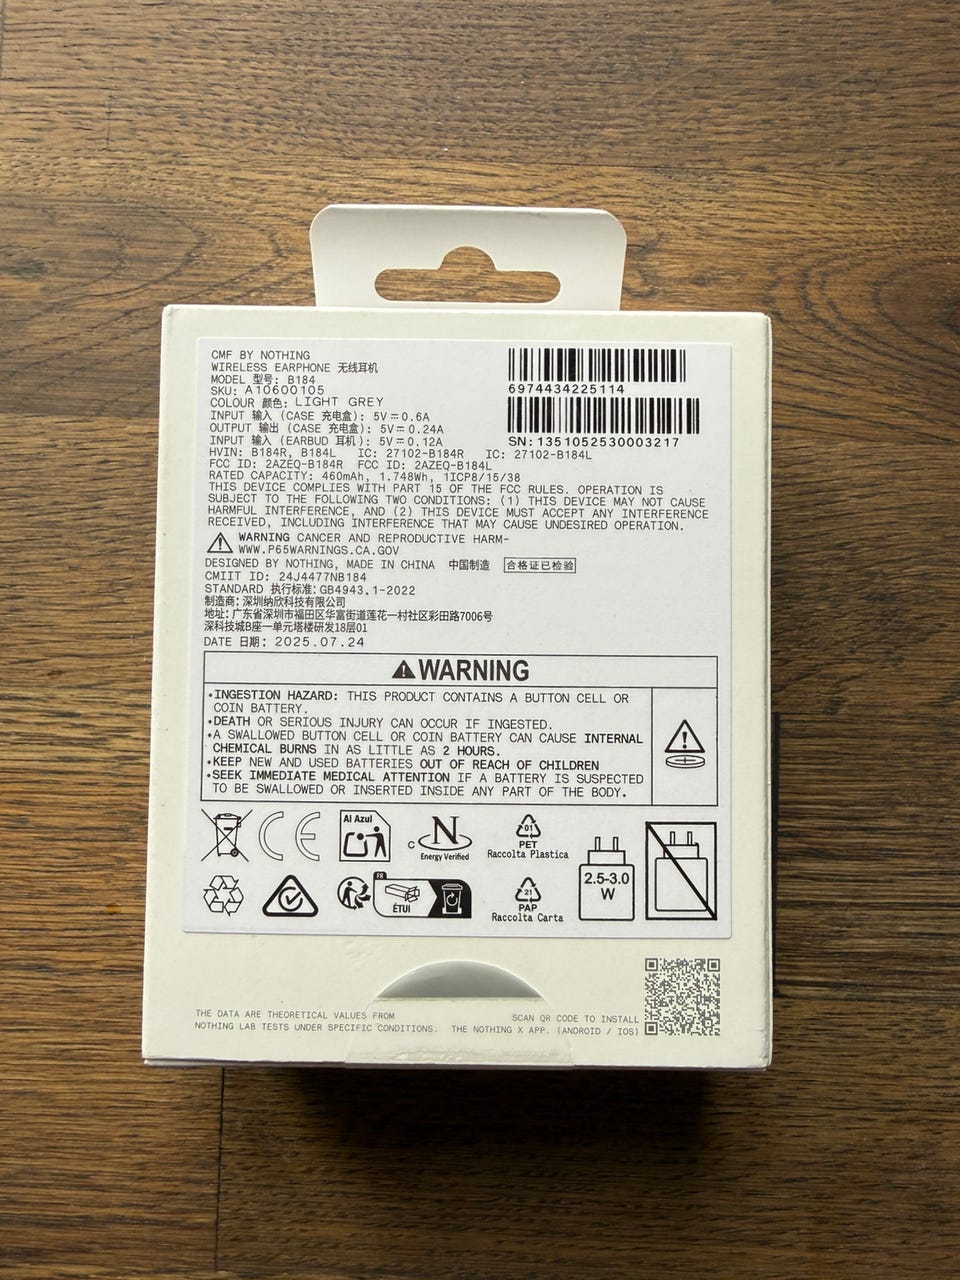 CMF BY NOTHING
WIRELESS EARPHONE 无线耳机
MODEL 型号: B184
SKU: A10600105
COLOUR 颜色: LIGHT GREY
INPUT 输入 (CASE 充电盒): 5V⎓0.6A
OUTPUT 输出 (CASE 充电盒): 5V⎓0.24A
INPUT 输入 (EARBUD 耳机): 5V⎓0.12A
6974434225114
SN: 1351052530003217
HVIN: B184R, B184L IC: 27102-B184R IC: 27102-B184L
FCC ID: 2AZEQ-B184R FCC ID: 2AZEQ-B184L
RATED CAPACITY: 460mAh, 1.748Wh, 1ICP8/15/38
THIS DEVICE COMPLIES WITH PART 15 OF THE FCC RULES. OPERATION IS
SUBJECT TO THE FOLLOWING TWO CONDITIONS: (1) THIS DEVICE MAY NOT CAUSE
HARMFUL INTERFERENCE, AND (2) THIS DEVICE MUST ACCEPT ANY INTERFERENCE
RECEIVED, INCLUDING INTERFERENCE THAT MAY CAUSE UNDESIRED OPERATION.
WARNING CANCER AND REPRODUCTIVE HARM-
WWW.P65WARNINGS.CA.GOV
DESIGNED BY NOTHING, MADE IN CHINA 中国制造 合格证已检验
CMIIT ID: 24J4477NB184
STANDARD 执行标准: GB4943.1-2022
制造商: 深圳纳欣科技有限公司
地址: 广东省深圳市福田区华富街道莲花一村社区彩田路7006号
深科技城B座一单元塔楼研发18层01
DATE 日期: 2025.07.24
WARNING
•INGESTION HAZARD: THIS PRODUCT CONTAINS A BUTTON CELL OR
COIN BATTERY.
•DEATH OR SERIOUS INJURY CAN OCCUR IF INGESTED.
•A SWALLOWED BUTTON CELL OR COIN BATTERY CAN CAUSE INTERNAL
CHEMICAL BURNS IN AS LITTLE AS 2 HOURS.
•KEEP NEW AND USED BATTERIES OUT OF REACH OF CHILDREN
•SEEK IMMEDIATE MEDICAL ATTENTION IF A BATTERY IS SUSPECTED
TO BE SWALLOWED OR INSERTED INSIDE ANY PART OF THE BODY.
CE
Al Azul
C N
Energy Verified
01
PET
Raccolta Plastica
2.5-3.0
W
FR
ÉTUI
21
PAP
Raccolta Carta
THE DATA ARE THEORETICAL VALUES FROM
NOTHING LAB TESTS UNDER SPECIFIC CONDITIONS.
SCAN QR CODE TO INSTALL
THE NOTHING X APP. (ANDROID / IOS)